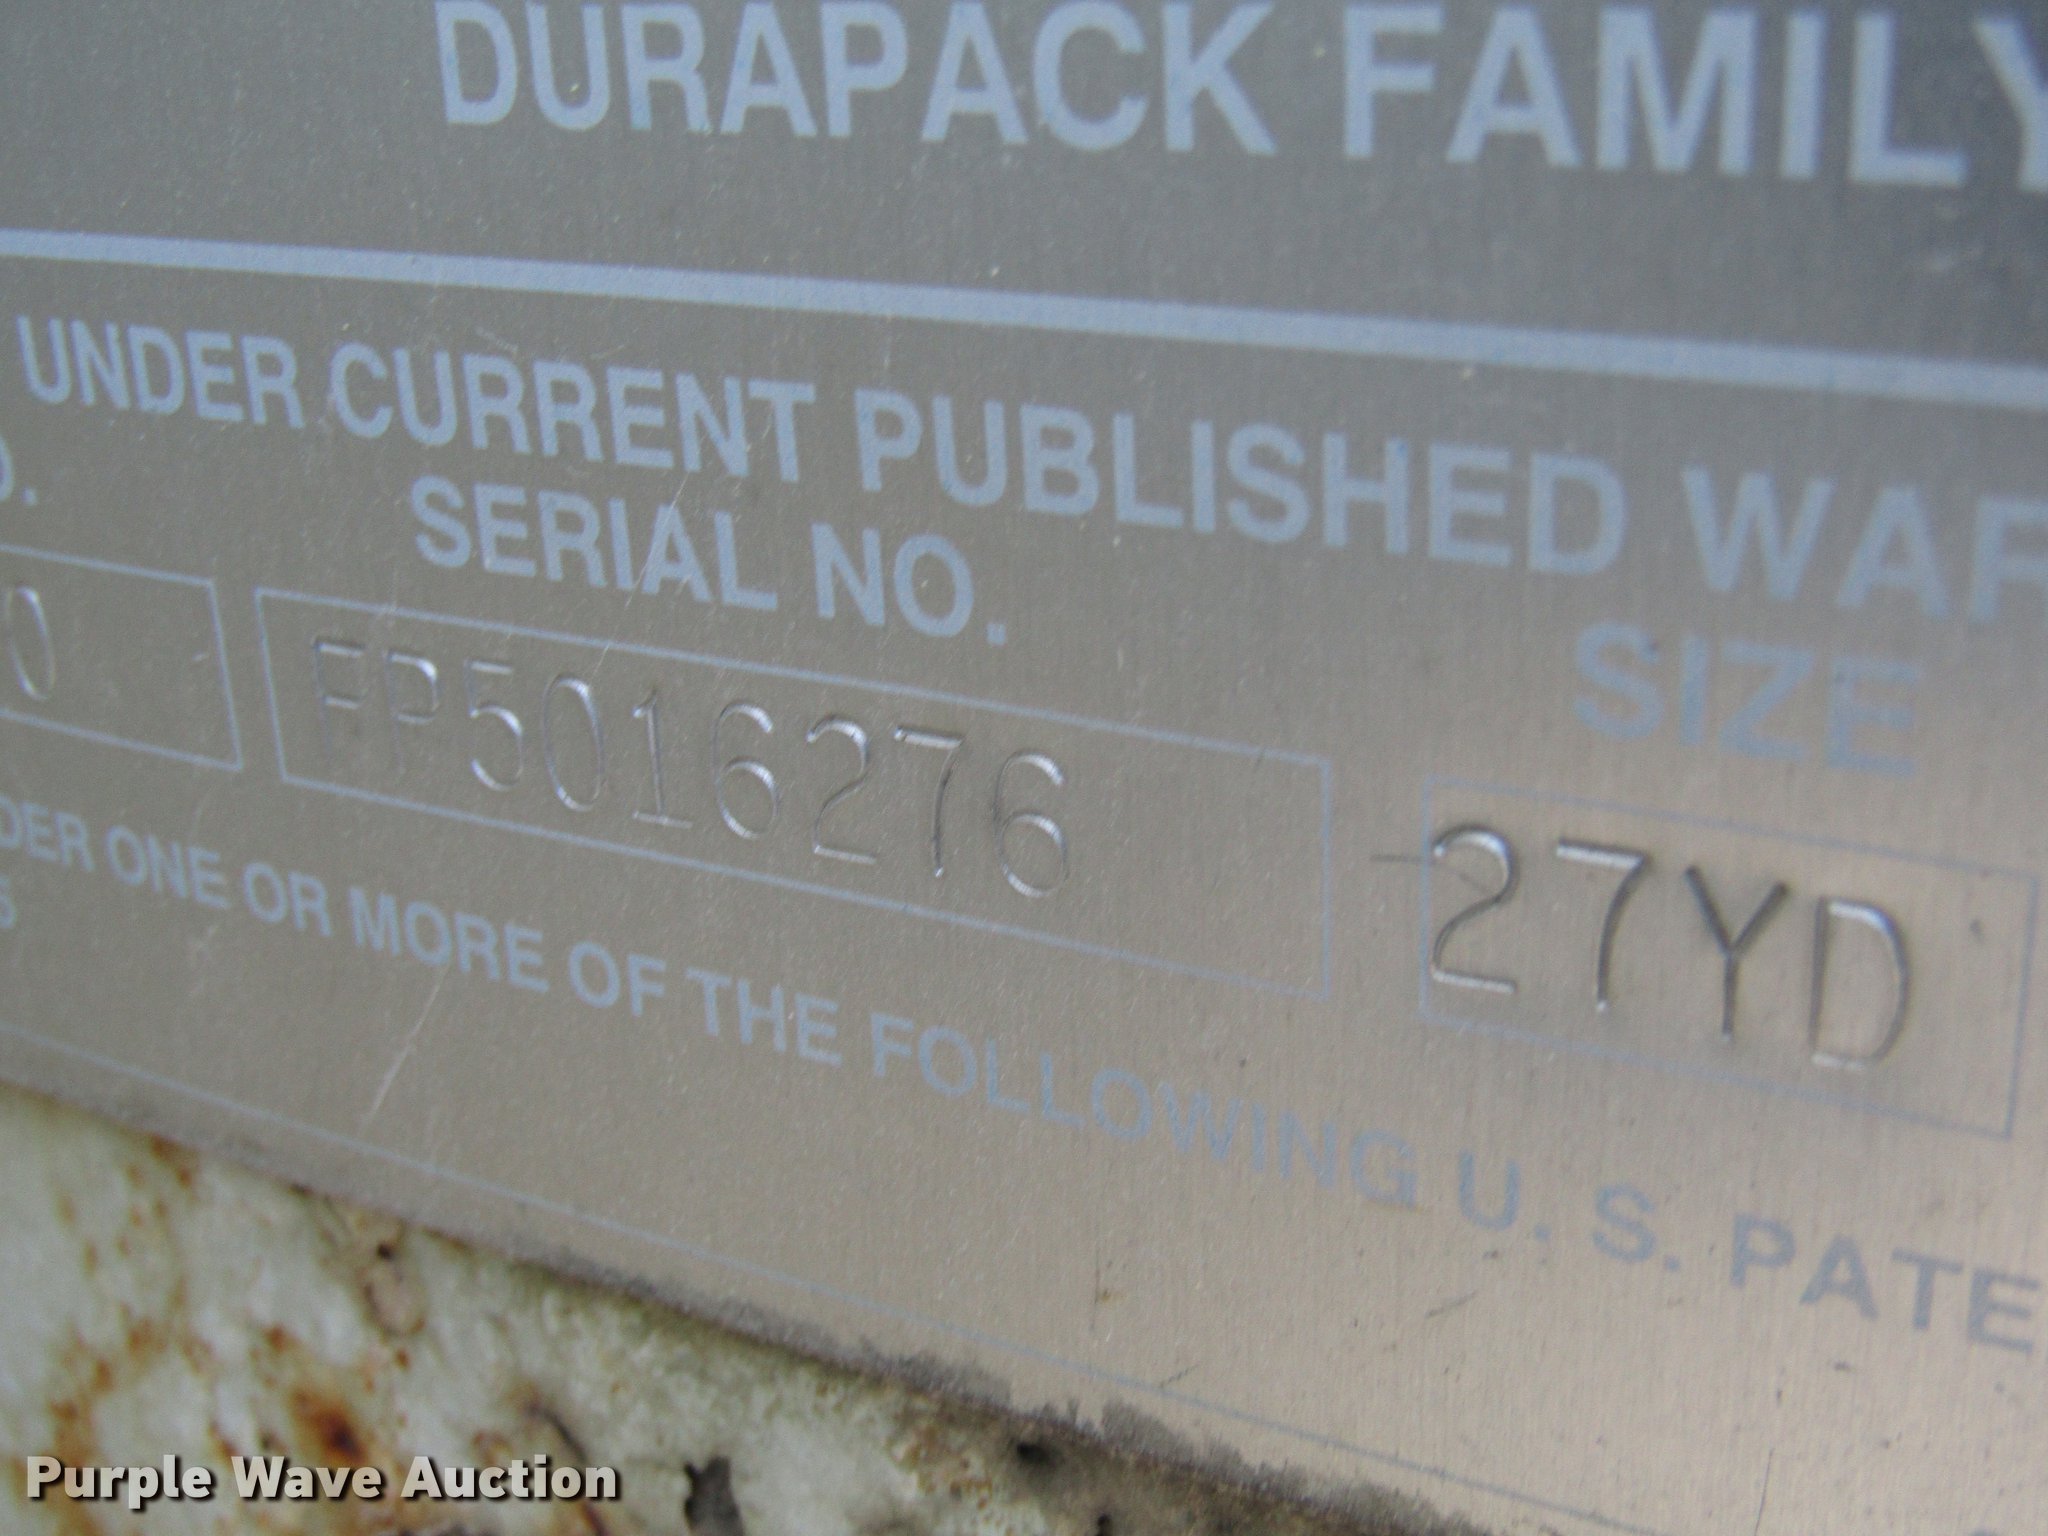 DURAPACK FAMILY
UNDER CURRENT PUBLISHED WAR
SERIAL NO.
SIZE
0
FP5016276
27YD
DER ONE OR MORE OF THE FOLLOWING U. S. PATE
Purple Wave Auction